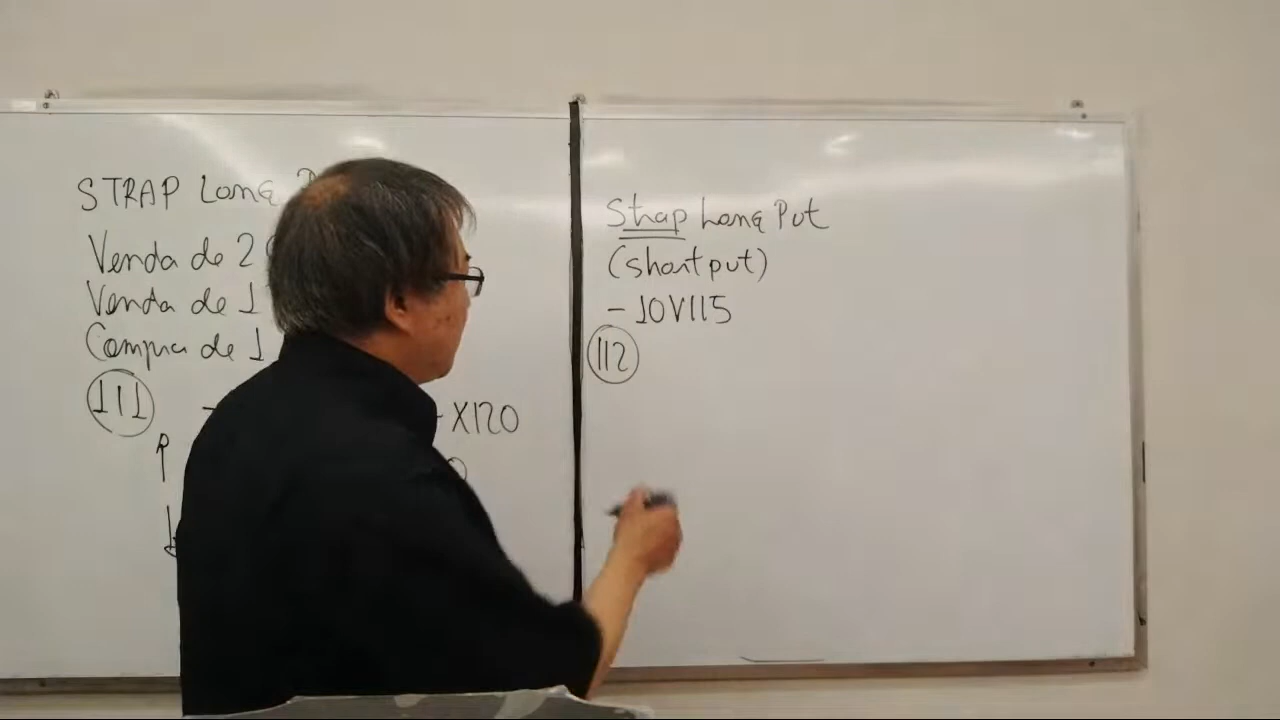 STRAP Long
Venda de 2
Venda de 1
Compra de 1
111
X120
Strap Long Put
(short put)
- 10V115
112